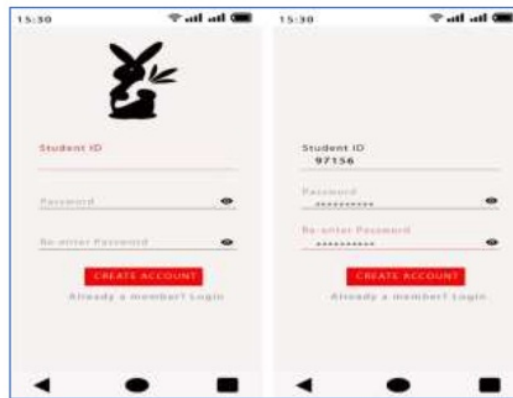 15:30
Student ID
Password
Re-enter Password
CREATE ACCOUNT
Already a member? Login
15:30
Student ID
97156
Password
**********
Re-enter Password
**********
CREATE ACCOUNT
Already a member? Login